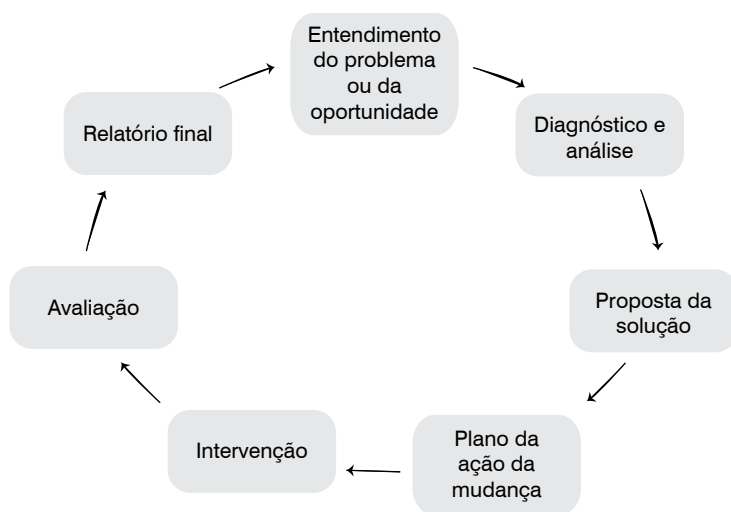 Entendimento
do problema
ou da
oportunidade
Diagnóstico e
análise
Proposta da
solução
Plano da
ação da
mudança
Intervenção
Avaliação
Relatório final